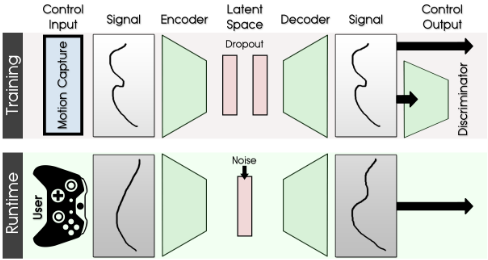 Control Input
Signal
Encoder
Latent Space
Decoder
Signal
Control Output
Training
Motion Capture
Dropout
Discriminator
Runtime
User
Noise